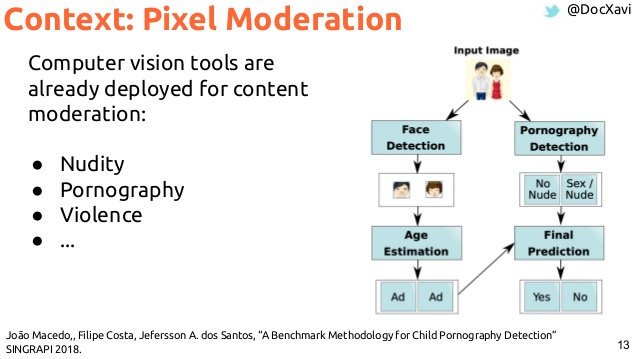 Context: Pixel Moderation
@DocXavi
Computer vision tools are
already deployed for content
moderation:
● Nudity
● Pornography
● Violence
● ...
Input Image
Face
Detection
Pornography
Detection
No
Nude
Sex /
Nude
Age
Estimation
Final
Prediction
Ad
Ad
Yes
No
João Macedo,, Filipe Costa, Jefersson A. dos Santos, “A Benchmark Methodology for Child Pornography Detection”
SINGRAPI 2018.
13